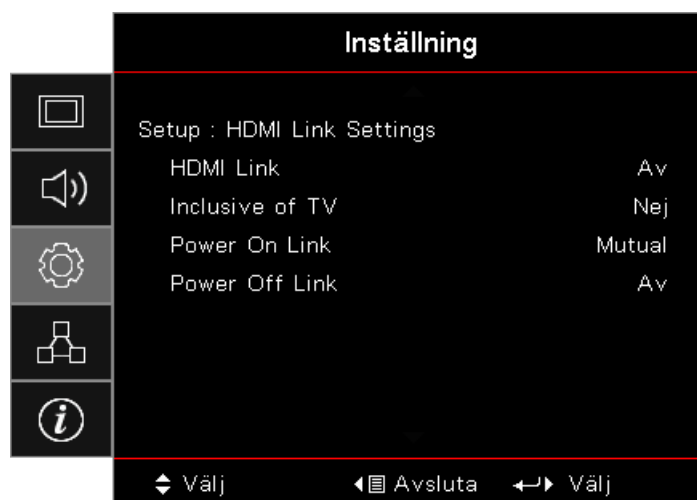 Inställning
Setup : HDMI Link Settings
HDMI Link Av
Inclusive of TV Nej
Power On Link Mutual
Power Off Link Av
Välj Avsluta Välj